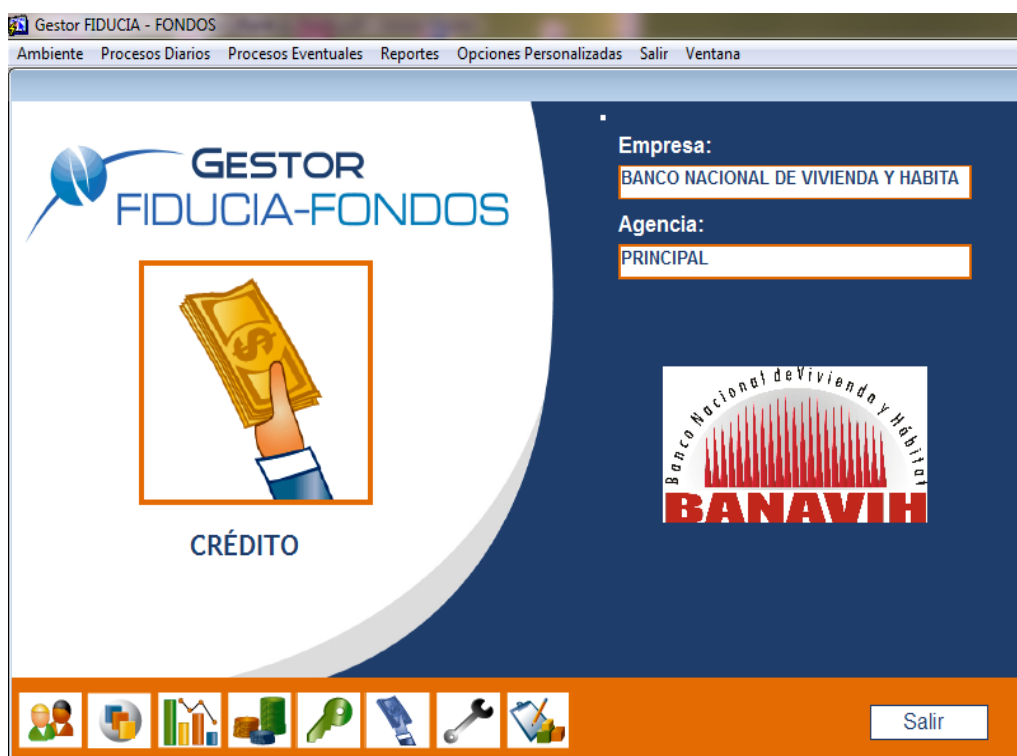 Gestor FIDUCIA - FONDOS
Ambiente Procesos Diarios Procesos Eventuales Reportes Opciones Personalizadas Salir Ventana
GESTOR
FIDUCIA-FONDOS
CRÉDITO
Empresa:
BANCO NACIONAL DE VIVIENDA Y HABITA
Agencia:
PRINCIPAL
Banco Nacional de Vivienda y Hábitat
BANAVIH
Salir